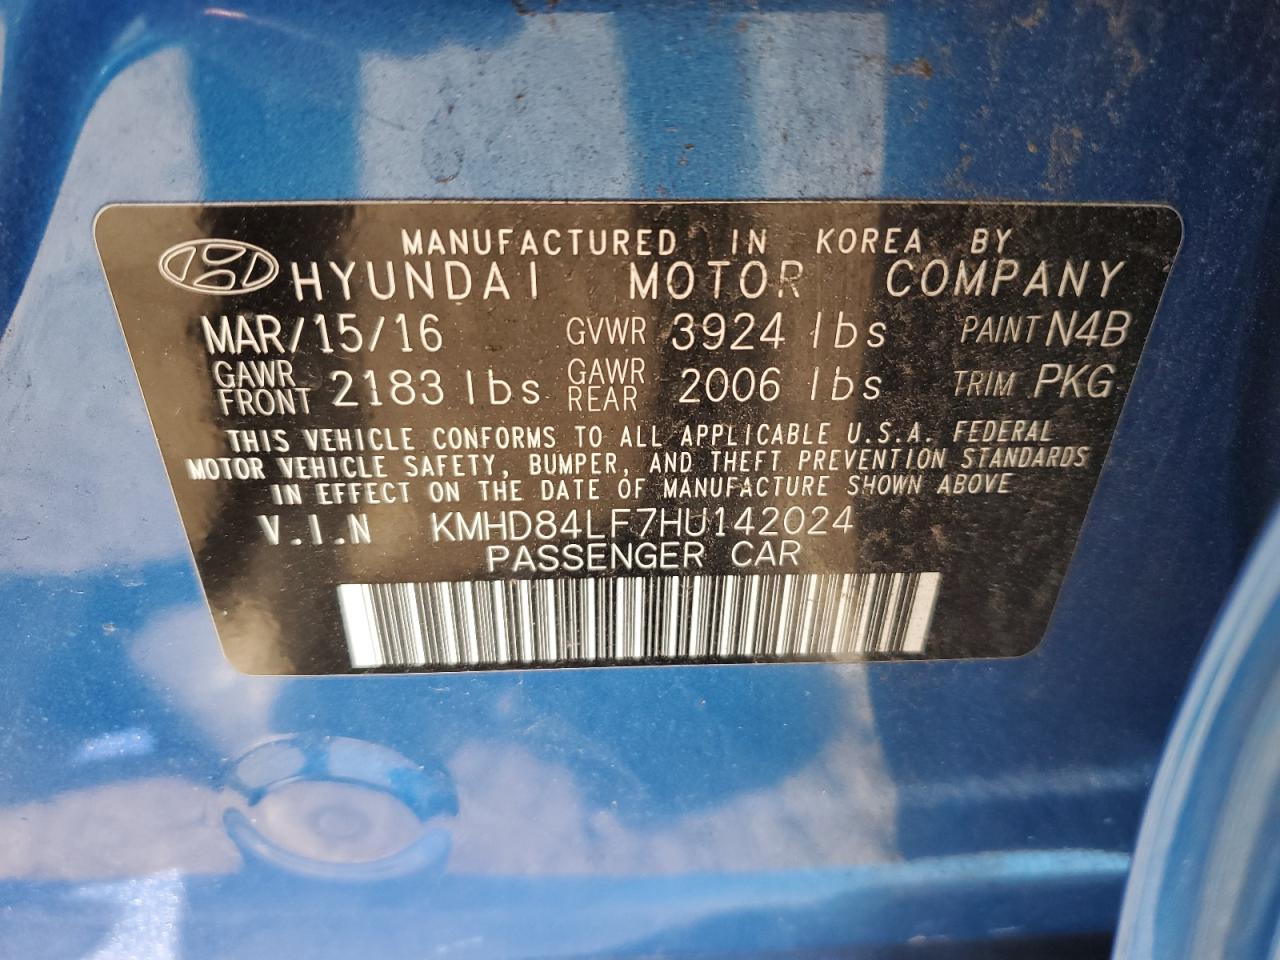 MANUFACTURED IN KOREA BY
HYUNDAI MOTOR COMPANY
MAR/15/16 GVWR 3924 lbs PAINT N4B
GAWR FRONT 2183 lbs GAWR REAR 2006 lbs TRIM PKG
THIS VEHICLE CONFORMS TO ALL APPLICABLE U.S.A. FEDERAL
MOTOR VEHICLE SAFETY, BUMPER, AND THEFT PREVENTION STANDARDS
IN EFFECT ON THE DATE OF MANUFACTURE SHOWN ABOVE
V.I.N KMHD84LF7HU142024
PASSENGER CAR